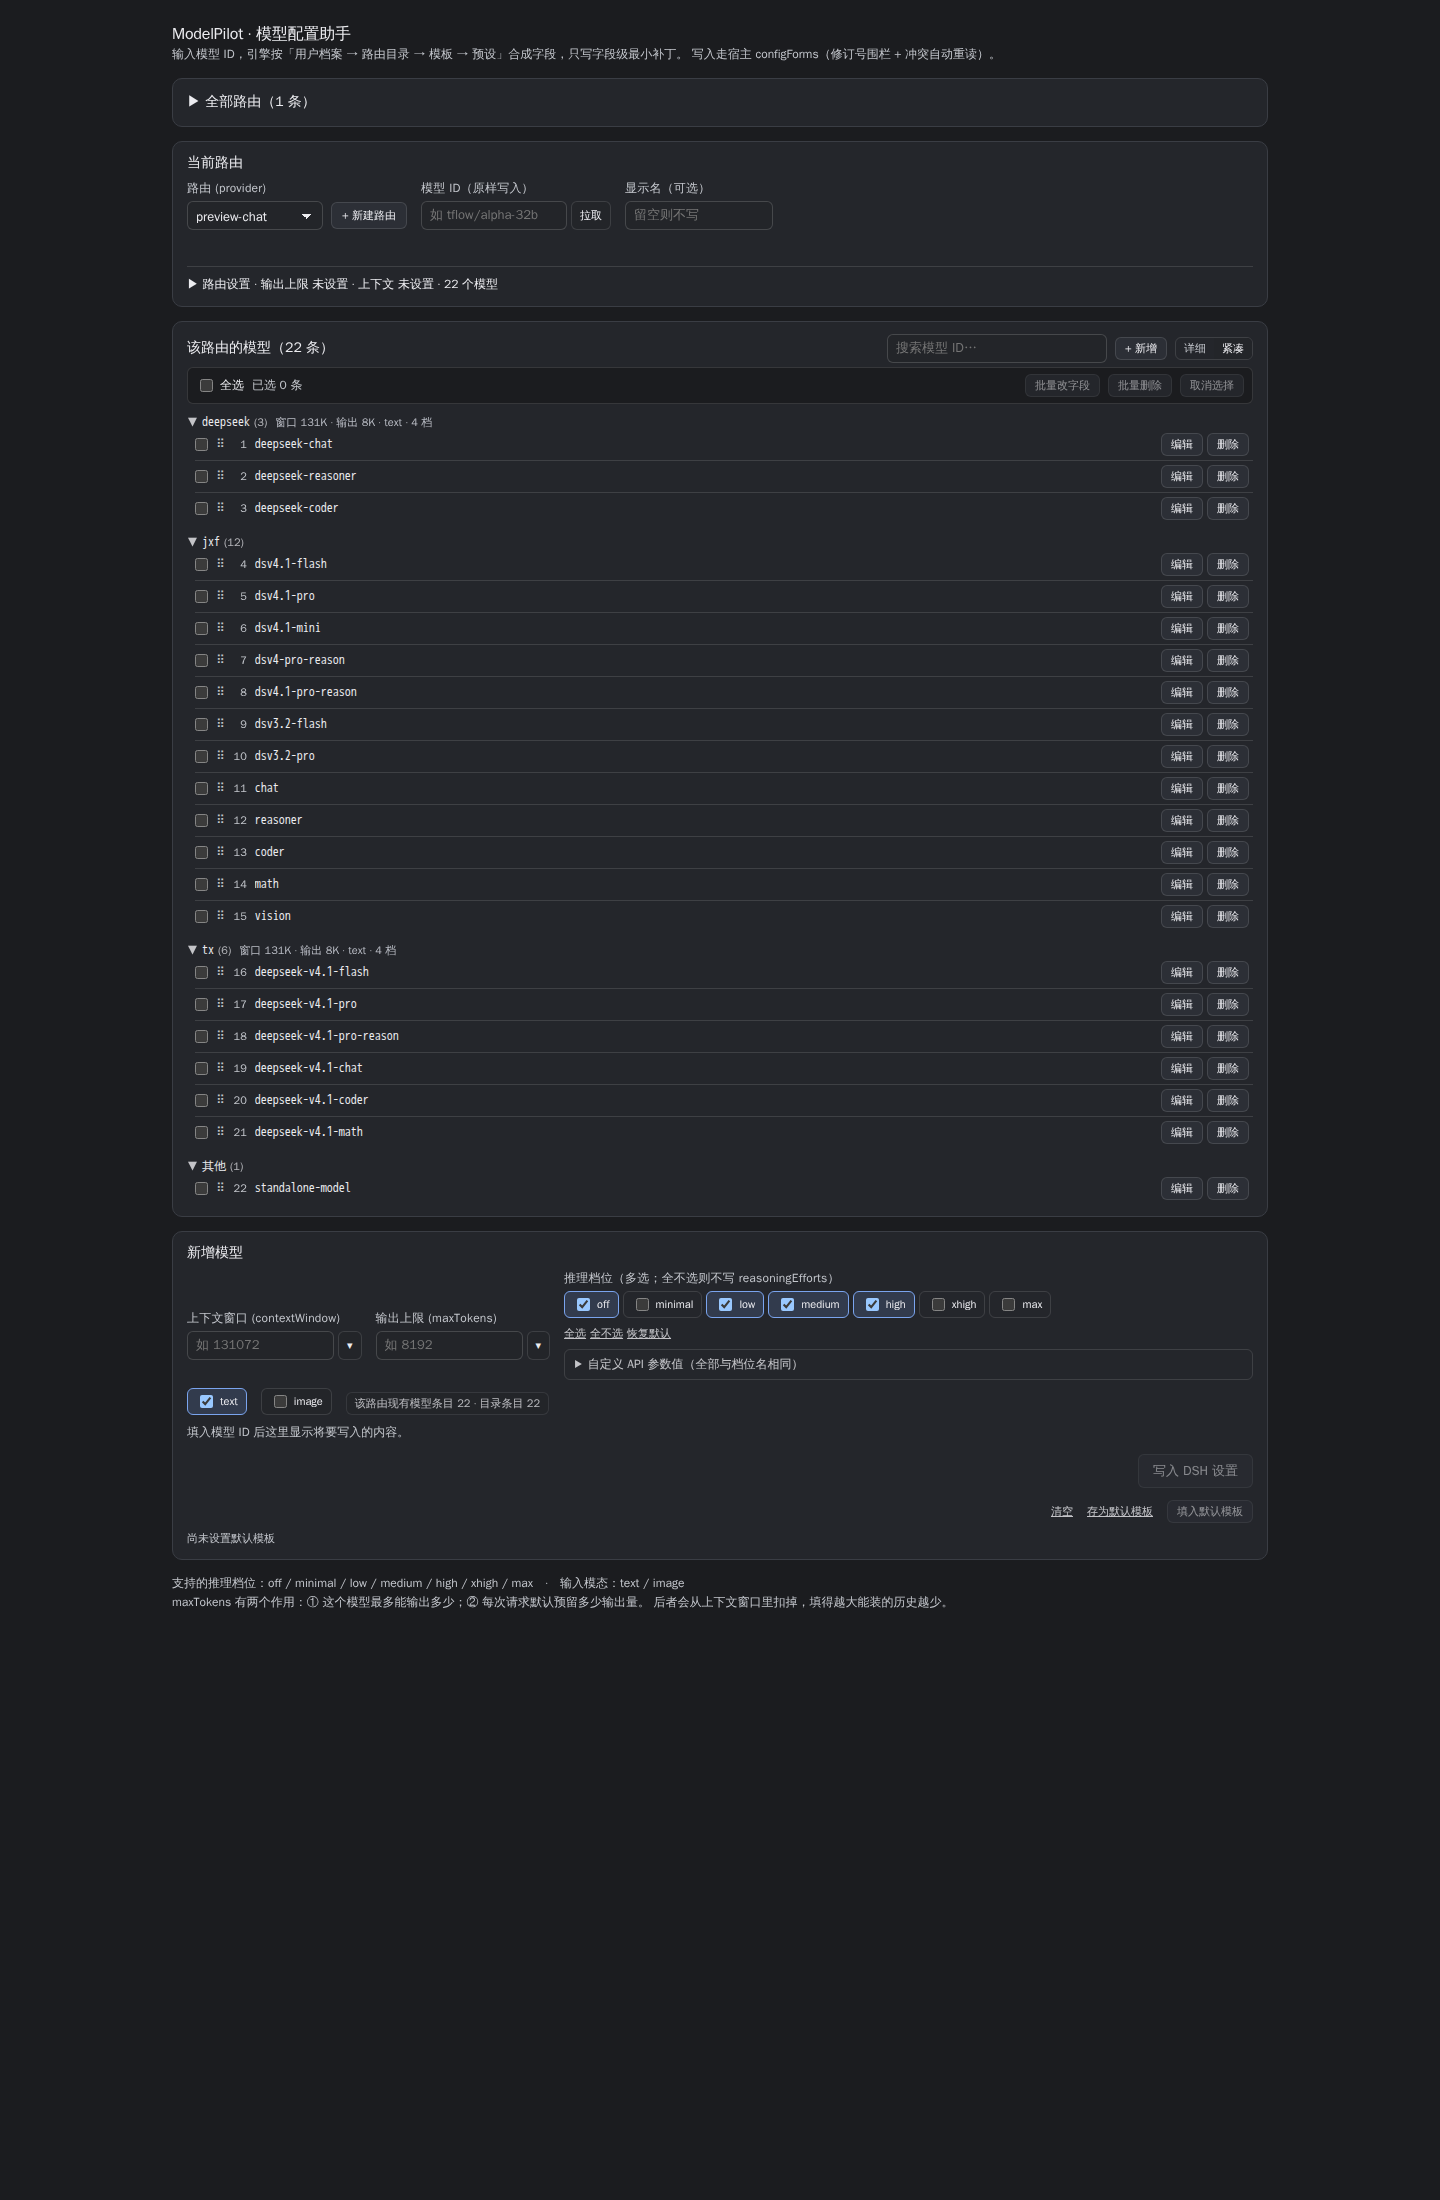 ModelPilot · 模型配置助手
输入模型 ID，引擎按「用户档案 → 路由目录 → 模板 → 预设」合成字段，只写字段级最小补丁。 写入走宿主 configForms（修订号围栏 + 冲突自动重读）。
▶ 全部路由（1 条）
当前路由
路由 (provider) 模型 ID（原样写入） 显示名（可选）
preview-chat + 新建路由 如 tflow/alpha-32b 拉取 留空则不写
▶ 路由设置 · 输出上限 未设置 · 上下文 未设置 · 22 个模型
该路由的模型（22 条） 搜索模型 ID… + 新增 详细 紧凑
全选 已选 0 条 批量改字段 批量删除 取消选择
▼ deepseek (3) 窗口 131K · 输出 8K · text · 4 档
⠿ 1 deepseek-chat 编辑 删除
⠿ 2 deepseek-reasoner 编辑 删除
⠿ 3 deepseek-coder 编辑 删除
▼ jxf (12)
⠿ 4 dsv4.1-flash 编辑 删除
⠿ 5 dsv4.1-pro 编辑 删除
⠿ 6 dsv4.1-mini 编辑 删除
⠿ 7 dsv4-pro-reason 编辑 删除
⠿ 8 dsv4.1-pro-reason 编辑 删除
⠿ 9 dsv3.2-flash 编辑 删除
⠿ 10 dsv3.2-pro 编辑 删除
⠿ 11 chat 编辑 删除
⠿ 12 reasoner 编辑 删除
⠿ 13 coder 编辑 删除
⠿ 14 math 编辑 删除
⠿ 15 vision 编辑 删除
▼ tx (6) 窗口 131K · 输出 8K · text · 4 档
⠿ 16 deepseek-v4.1-flash 编辑 删除
⠿ 17 deepseek-v4.1-pro 编辑 删除
⠿ 18 deepseek-v4.1-pro-reason 编辑 删除
⠿ 19 deepseek-v4.1-chat 编辑 删除
⠿ 20 deepseek-v4.1-coder 编辑 删除
⠿ 21 deepseek-v4.1-math 编辑 删除
▼ 其他 (1)
⠿ 22 standalone-model 编辑 删除
新增模型
推理档位（多选；全不选则不写 reasoningEfforts）
off minimal low medium high xhigh max
上下文窗口 (contextWindow) 输出上限 (maxTokens)
全选 全不选 恢复默认
如 131072 ▾ 如 8192 ▾
▶ 自定义 API 参数值（全部与档位名相同）
text image 该路由现有模型条目 22 · 目录条目 22
填入模型 ID 后这里显示将要写入的内容。
写入 DSH 设置
清空 存为默认模板 填入默认模板
尚未设置默认模板
支持的推理档位：off / minimal / low / medium / high / xhigh / max · 输入模态：text / image
maxTokens 有两个作用：① 这个模型最多能输出多少；② 每次请求默认预留多少输出量。 后者会从上下文窗口里扣掉，填得越大能装的历史越少。